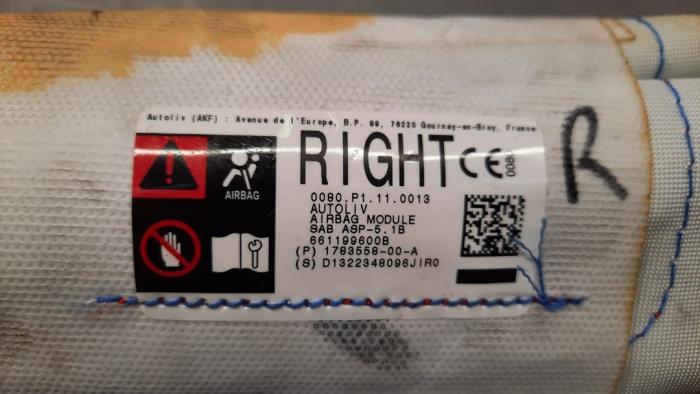 Autoliv (AKF) : Avenue de l'Europe, B.P. 99, 76220 Gournay-en-Bray, France
RIGHT CE 0080
AIRBAG
0080.P1.11.0013
AUTOLIV
AIRBAG MODULE
SAB ASP-5.1B
661199600B
(P) 1783558-00-A
(S) D1322348096JIR0
R